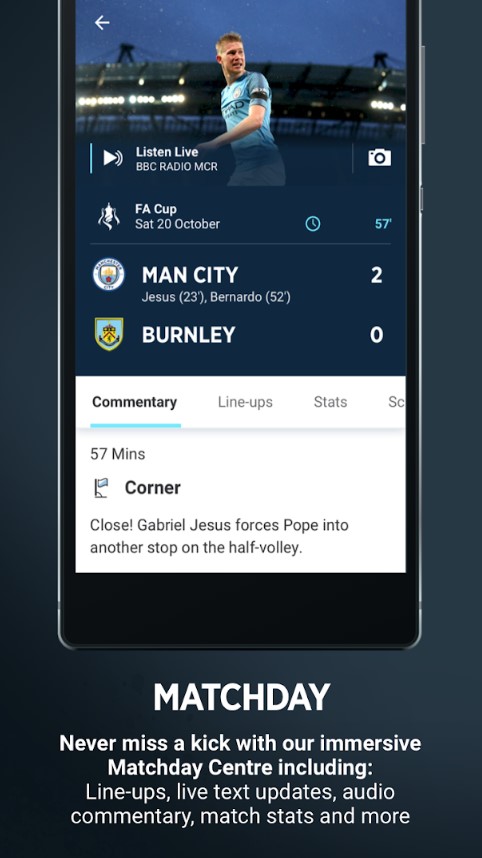 Listen Live
BBC RADIO MCR
FA Cup
Sat 20 October
57'
MAN CITY 2
Jesus (23'), Bernardo (52')
BURNLEY 0
Commentary Line-ups Stats Sc
57 Mins
Corner
Close! Gabriel Jesus forces Pope into
another stop on the half-volley.
MATCHDAY
Never miss a kick with our immersive
Matchday Centre including:
Line-ups, live text updates, audio
commentary, match stats and more